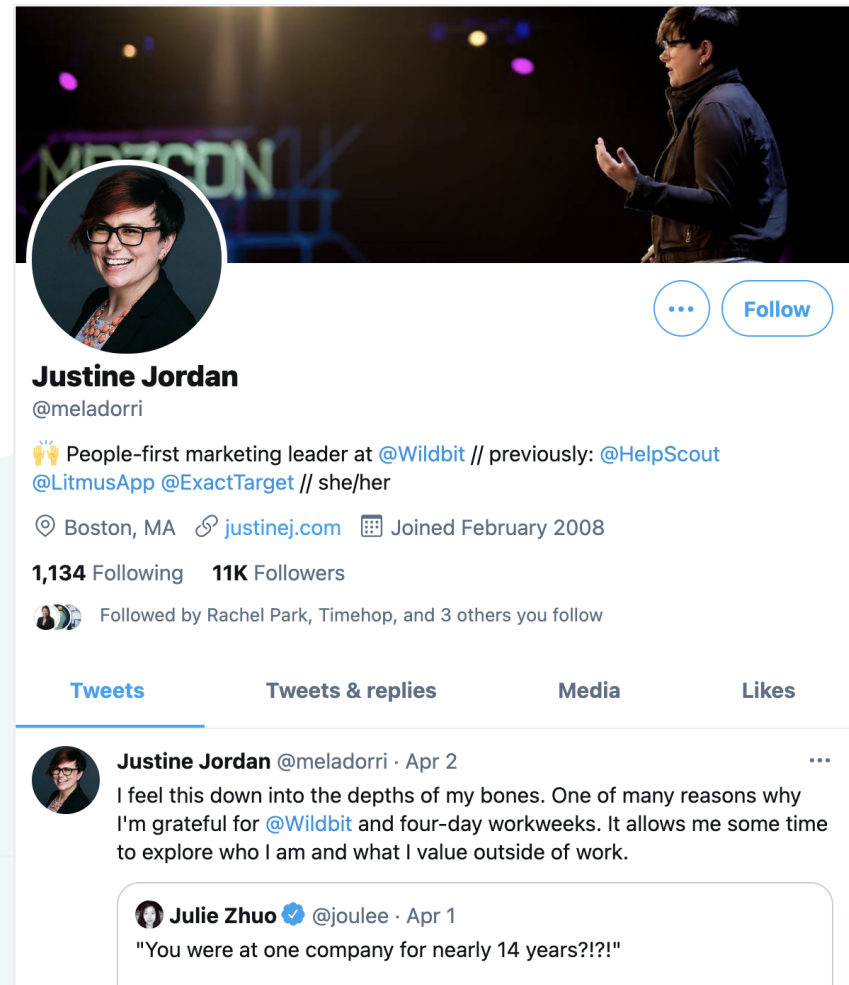 MOZCON
Follow
Justine Jordan
@meladorri
🙌 People-first marketing leader at @Wildbit // previously: @HelpScout
@LitmusApp @ExactTarget // she/her
Boston, MA justinej.com Joined February 2008
1,134 Following 11K Followers
Followed by Rachel Park, Timehop, and 3 others you follow
Tweets Tweets & replies Media Likes
Justine Jordan @meladorri · Apr 2
I feel this down into the depths of my bones. One of many reasons why
I'm grateful for @Wildbit and four-day workweeks. It allows me some time
to explore who I am and what I value outside of work.
Julie Zhuo @joulee · Apr 1
"You were at one company for nearly 14 years?!?!"